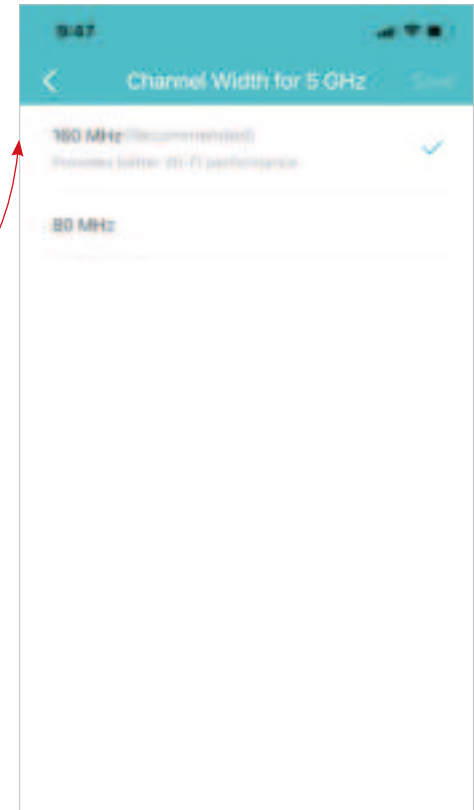 9:47
Channel Width for 5 GHz Save
160 MHz (Recommended)
Provides better Wi-Fi performance
80 MHz